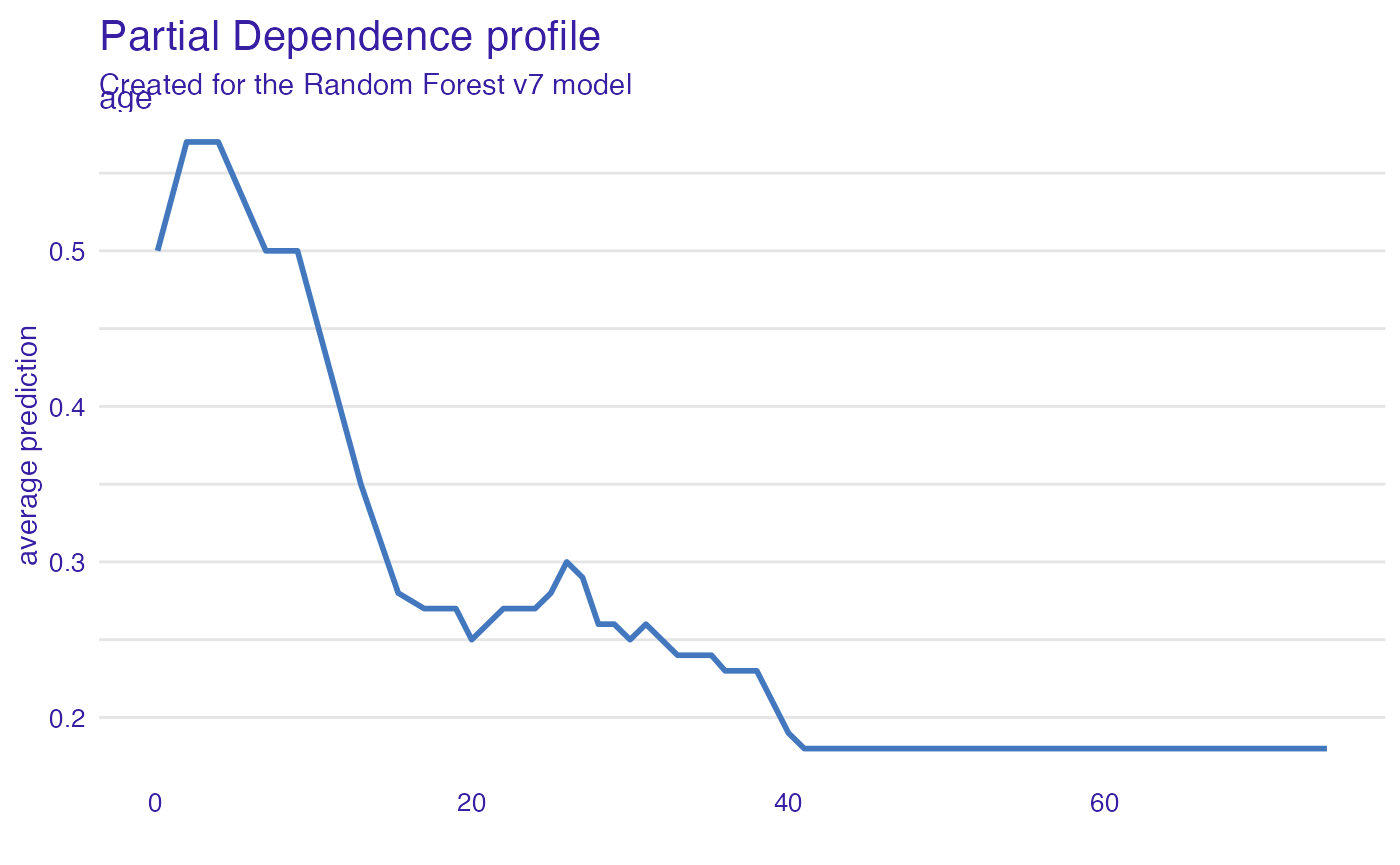 Partial Dependence profile
Created for the Random Forest v7 model
age
average prediction
0.5
0.4
0.3
0.2
0 20 40 60